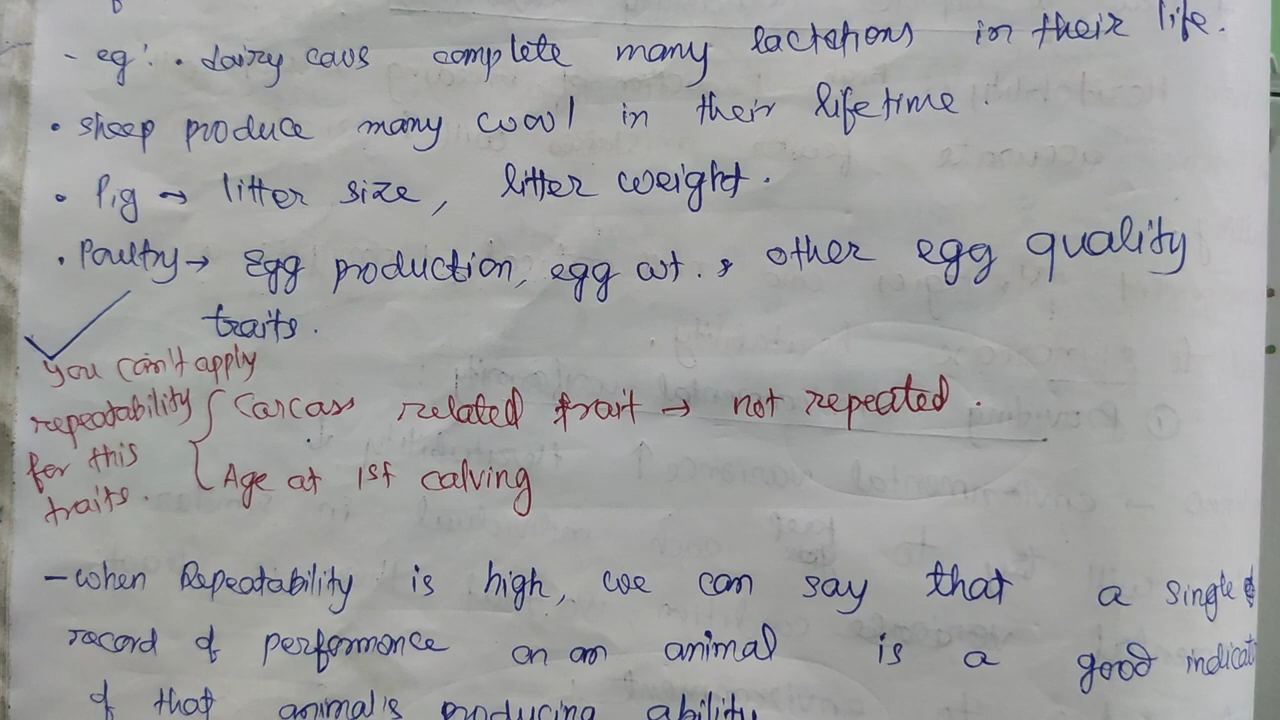 - eg: . dairy cows complete many lactations in their life.
• sheep produce many wool in their lifetime.
• Pig → litter size, litter weight.
• Poultry → Egg production, egg wt. & other egg quality
traits.
you can't apply
repeatability
for this
traits.
Carcass related trait → not repeated.
Age at 1st calving
- when Repeatability is high, we can say that a single
record of performance on an animal is a good indicat
of that animal's producing ability